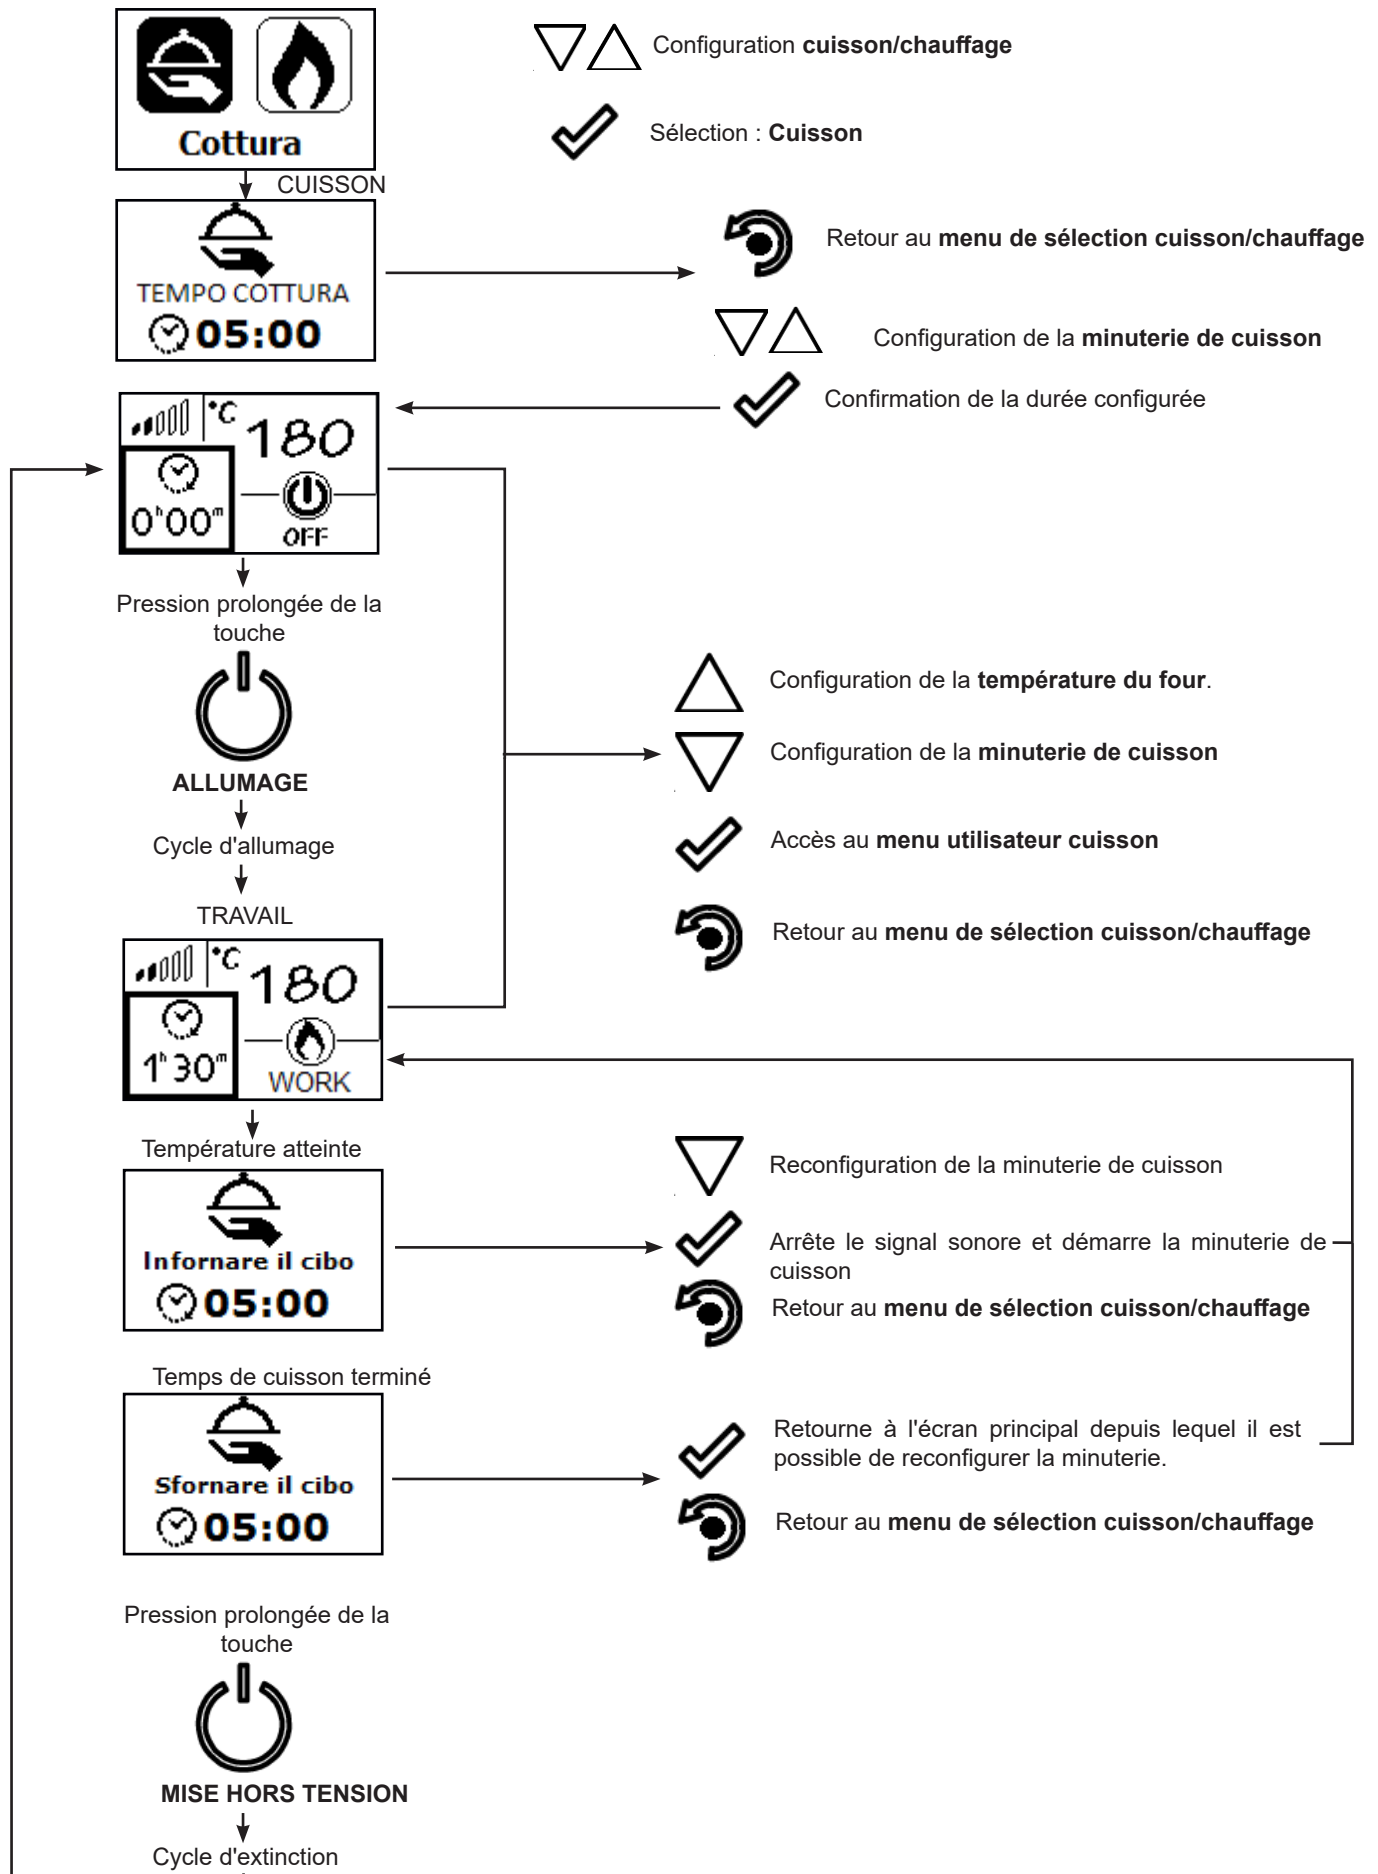 Configuration cuisson/chauffage
Cottura
Sélection : Cuisson
CUISSON
TEMPO COTTURA
05:00
Retour au menu de sélection cuisson/chauffage
Configuration de la minuterie de cuisson
Confirmation de la durée configurée
°C 180
0h00m
OFF
Pression prolongée de la
touche
ALLUMAGE
Cycle d'allumage
TRAVAIL
Configuration de la température du four.
Configuration de la minuterie de cuisson
Accès au menu utilisateur cuisson
Retour au menu de sélection cuisson/chauffage
°C 180
1h30m
WORK
Température atteinte
Infornare il cibo
05:00
Reconfiguration de la minuterie de cuisson
Arrête le signal sonore et démarre la minuterie de
cuisson
Retour au menu de sélection cuisson/chauffage
Temps de cuisson terminé
Sfornare il cibo
05:00
Retourne à l'écran principal depuis lequel il est
possible de reconfigurer la minuterie.
Retour au menu de sélection cuisson/chauffage
Pression prolongée de la
touche
MISE HORS TENSION
Cycle d'extinction